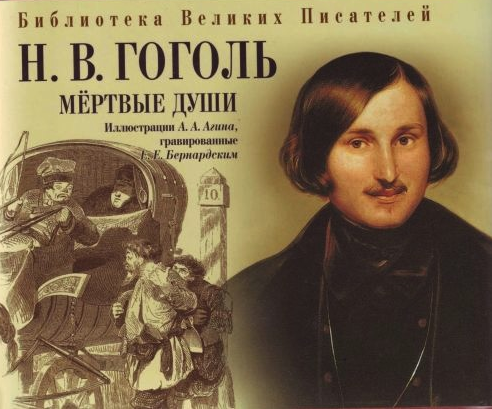 Библиотека Великих Писателей
Н. В. ГОГОЛЬ
МЁРТВЫЕ ДУШИ
Иллюстрации А. А. Агина,
гравированные
Е. Е. Бернардским
10